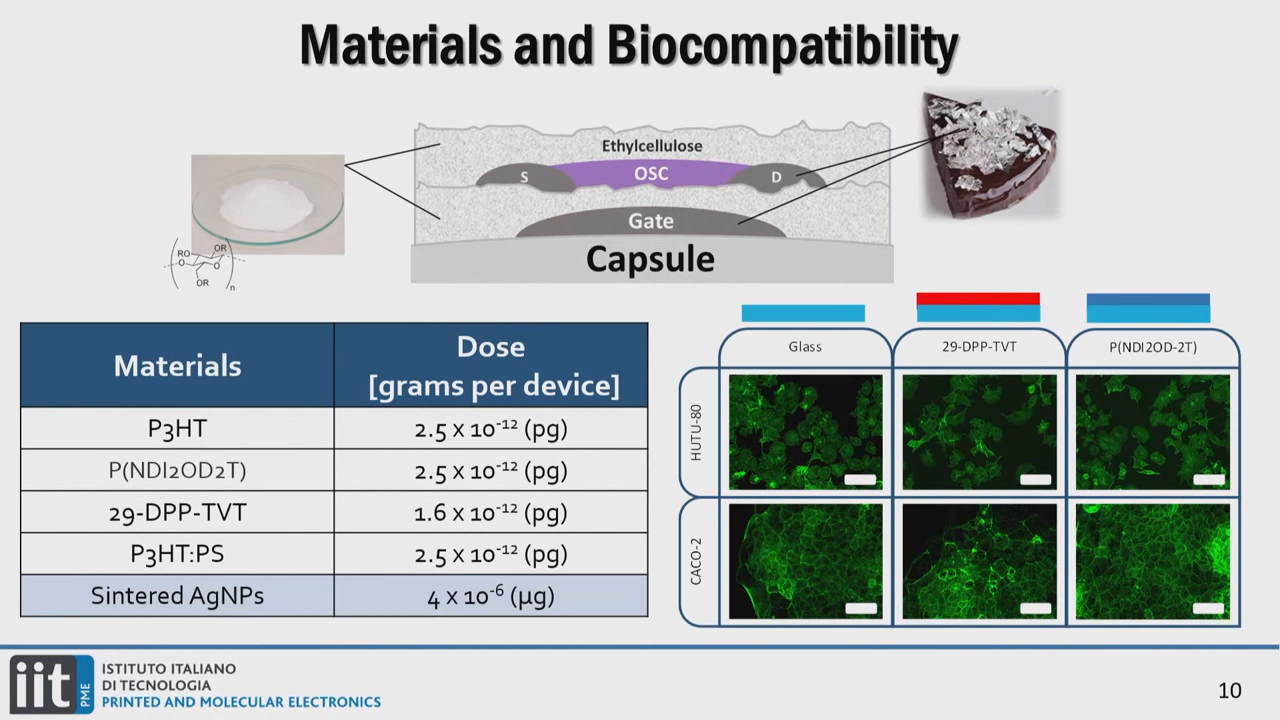 Materials and Biocompatibility
Ethylcellulose
S
OSC
D
Gate
Capsule
RO
OR
O
O
OR
n
Materials
Dose
[grams per device]
P3HT
2.5 x 10⁻¹² (pg)
P(NDI2OD2T)
2.5 x 10⁻¹² (pg)
29-DPP-TVT
1.6 x 10⁻¹² (pg)
P3HT:PS
2.5 x 10⁻¹² (pg)
Sintered AgNPs
4 x 10⁻⁶ (µg)
Glass
29-DPP-TVT
P(NDI2OD-2T)
HUTU-80
CACO-2
iit
PME
ISTITUTO ITALIANO
DI TECNOLOGIA
PRINTED AND MOLECULAR ELECTRONICS
10